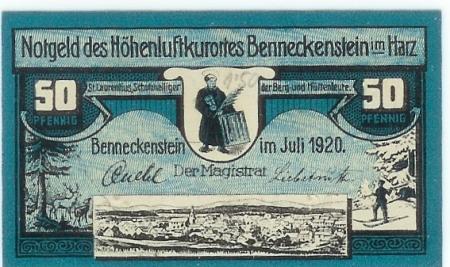 Notgeld des Höhenluftkurortes Benneckenstein im Harz
50 PFENNIG
St. Laurentius, Schutzheiliger der Berg- und Hüttenleute.
50 PFENNIG
Benneckenstein im Juli 1920.
Der Magistrat